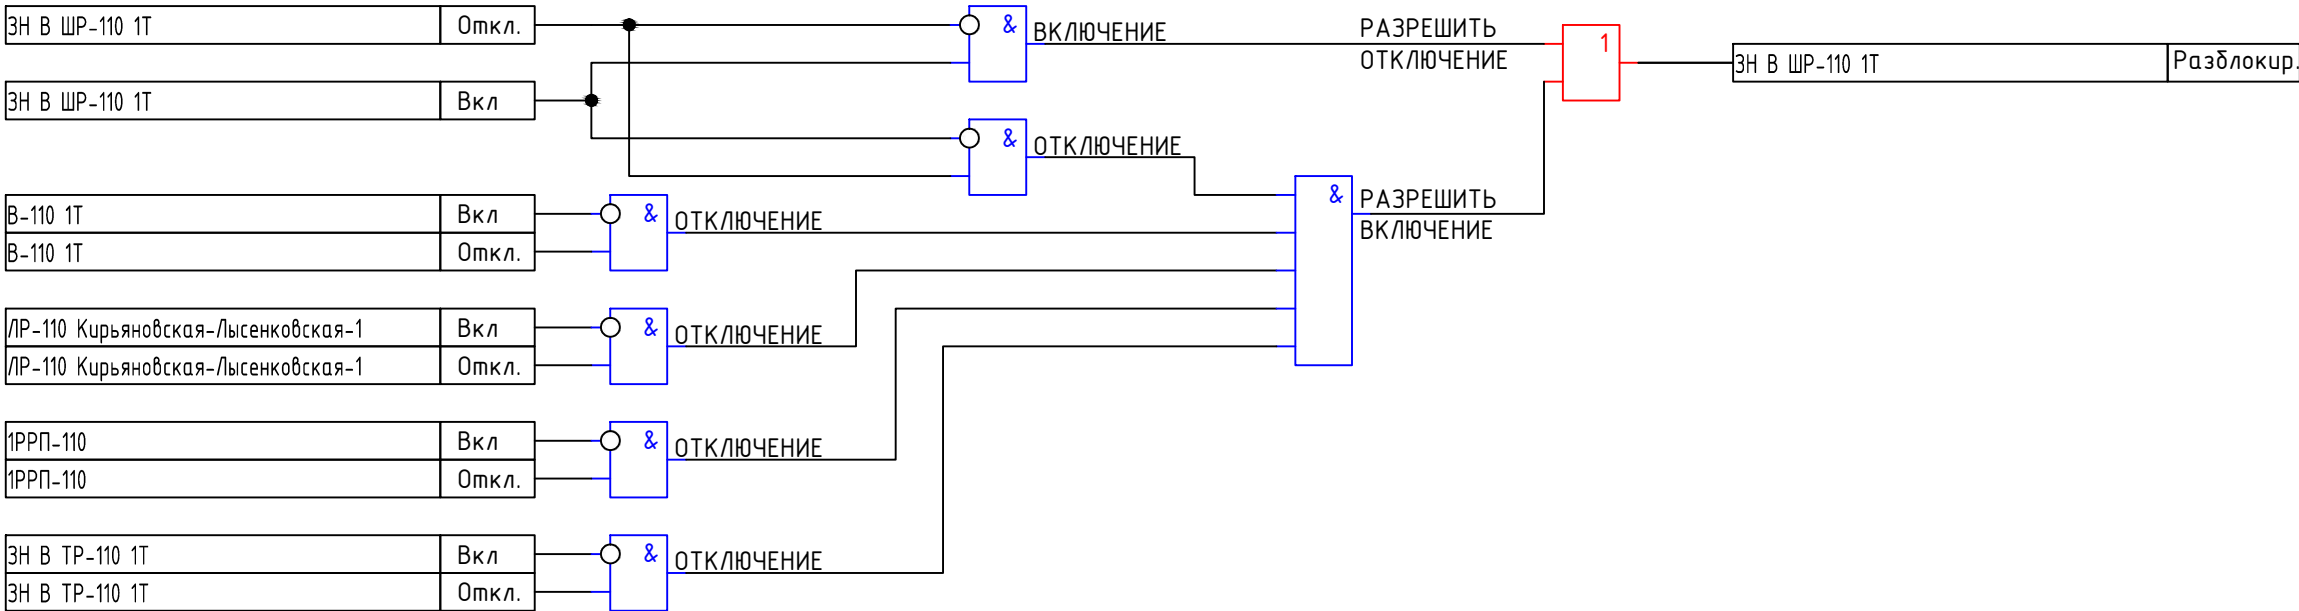 ЗН В ШР-110 1Т Откл.
& ВКЛЮЧЕНИЕ
РАЗРЕШИТЬ
ОТКЛЮЧЕНИЕ
1
ЗН В ШР-110 1Т Разблокир.
ЗН В ШР-110 1Т Вкл
& ОТКЛЮЧЕНИЕ
В-110 1Т Вкл
В-110 1Т Откл.
& ОТКЛЮЧЕНИЕ
&
РАЗРЕШИТЬ
ВКЛЮЧЕНИЕ
ЛР-110 Кирьяновская-Лысенковская-1 Вкл
ЛР-110 Кирьяновская-Лысенковская-1 Откл.
& ОТКЛЮЧЕНИЕ
1РРП-110 Вкл
1РРП-110 Откл.
& ОТКЛЮЧЕНИЕ
ЗН В ТР-110 1Т Вкл
ЗН В ТР-110 1Т Откл.
& ОТКЛЮЧЕНИЕ